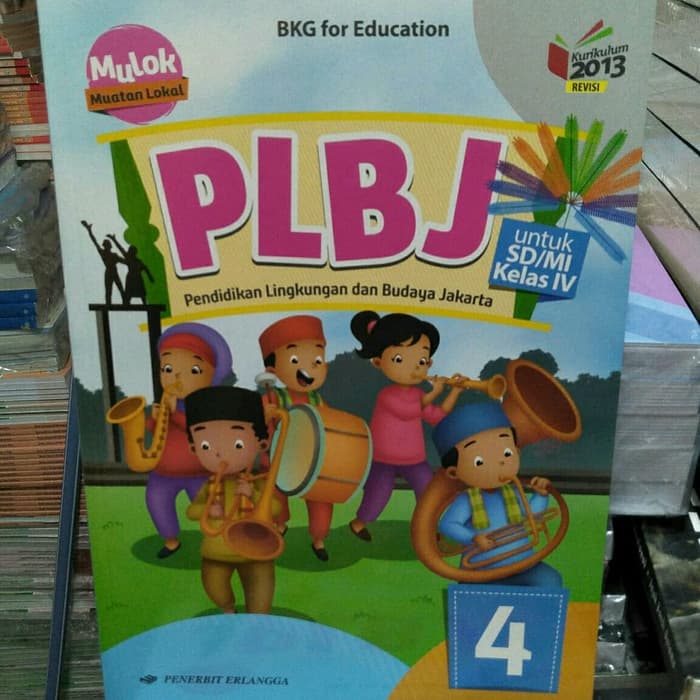 BKG for Education
Mulok
Muatan Lokal
Kurikulum
2013
REVISI
PLBJ
Pendidikan Lingkungan dan Budaya Jakarta
untuk
SD/MI
Kelas IV
4
PENERBIT ERLANGGA